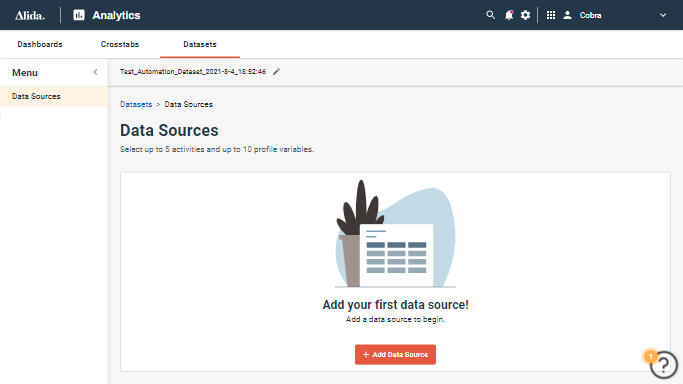 Alida. Analytics Cobra
Dashboards Crosstabs Datasets
Menu
Test_Automation_Dataset_2021-8-4_18:52:46
Data Sources
Datasets > Data Sources
Data Sources
Select up to 5 activities and up to 10 profile variables.
Add your first data source!
Add a data source to begin.
+ Add Data Source
1
?